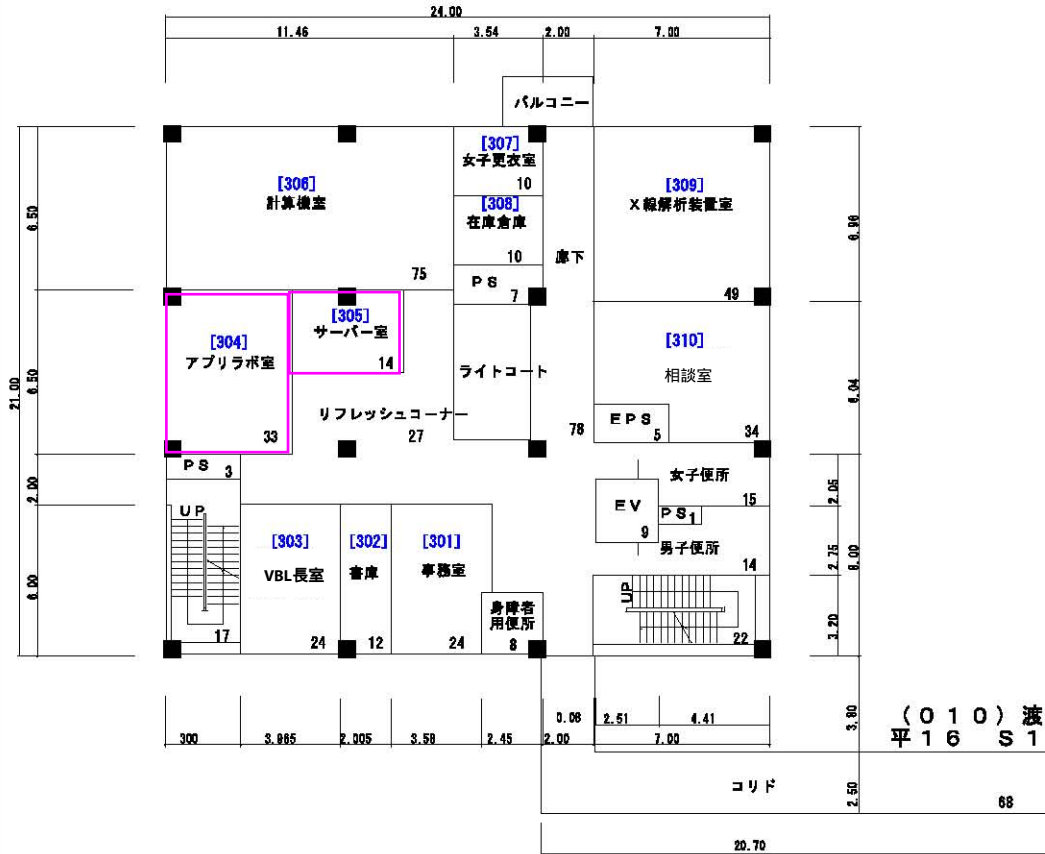 24.00
11.46
3.54
2.00
7.00
バルコニー
[307]
女子更衣室
10
[306]
計算機室
75
[308]
在庫倉庫
10
[309]
X線解析装置室
49
廊下
PS
7
6.50
6.96
[305]
サーバー室
14
[304]
アプリラボ室
33
[310]
相談室
34
ライトコート
リフレッシュコーナー
27
78
EPS
5
21.00
6.50
6.04
PS 3
女子便所
15
EV
9
PS1
男子便所
14
2.00
2.05
UP
[303]
VBL長室
24
[302]
書庫
12
[301]
事務室
24
2.75
6.00
6.00
身障者
用便所
8
UP
17
22
3.20
300
3.965
2.005
3.58
2.45
2.00
0.08
2.51
4.41
7.00
3.80
(010)渡
平16 S1
コリド
2.50
68
20.70